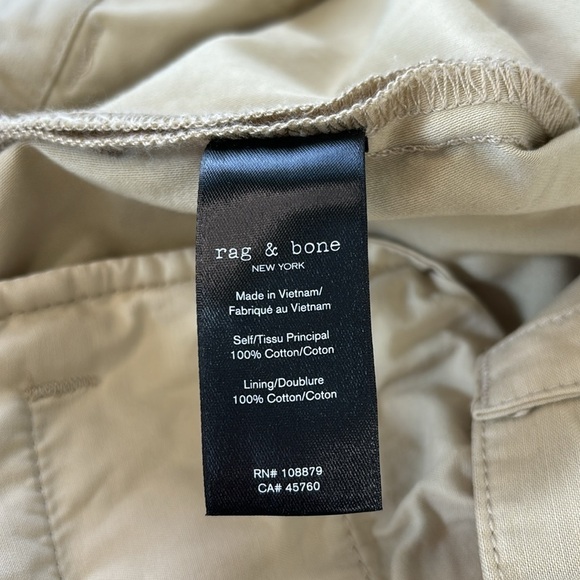 rag & bone
NEW YORK
Made in Vietnam/
Fabriqué au Vietnam
Self/Tissu Principal
100% Cotton/Coton
Lining/Doublure
100% Cotton/Coton
RN# 108879
CA# 45760